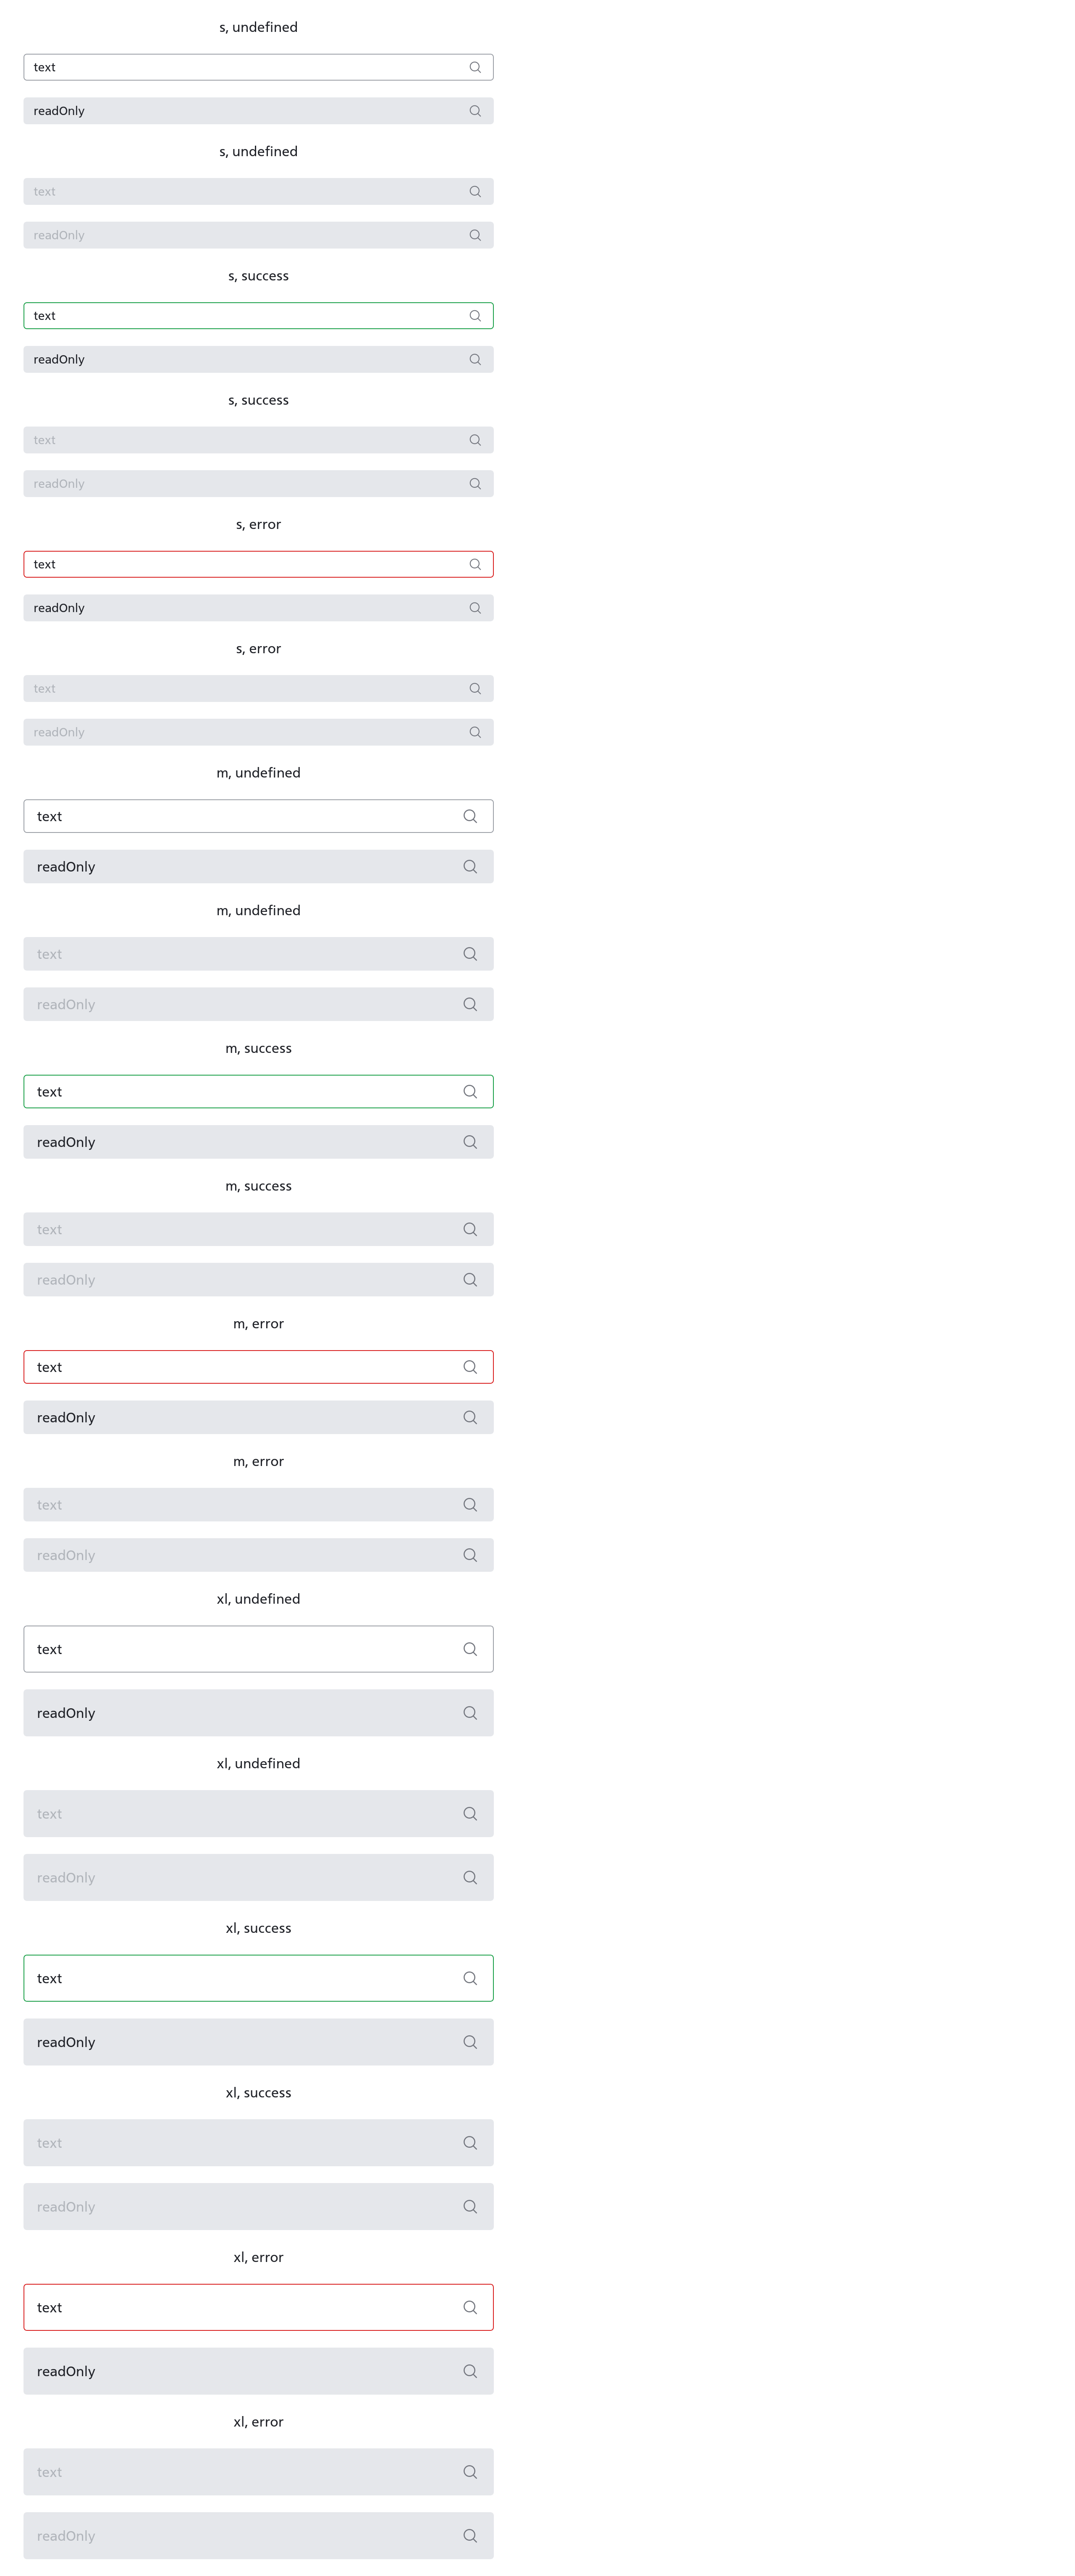 s, undefined
text
readOnly
s, undefined
text
readOnly
s, success
text
readOnly
s, success
text
readOnly
s, error
text
readOnly
s, error
text
readOnly
m, undefined
text
readOnly
m, undefined
text
readOnly
m, success
text
readOnly
m, success
text
readOnly
m, error
text
readOnly
m, error
text
readOnly
xl, undefined
text
readOnly
xl, undefined
text
readOnly
xl, success
text
readOnly
xl, success
text
readOnly
xl, error
text
readOnly
xl, error
text
readOnly